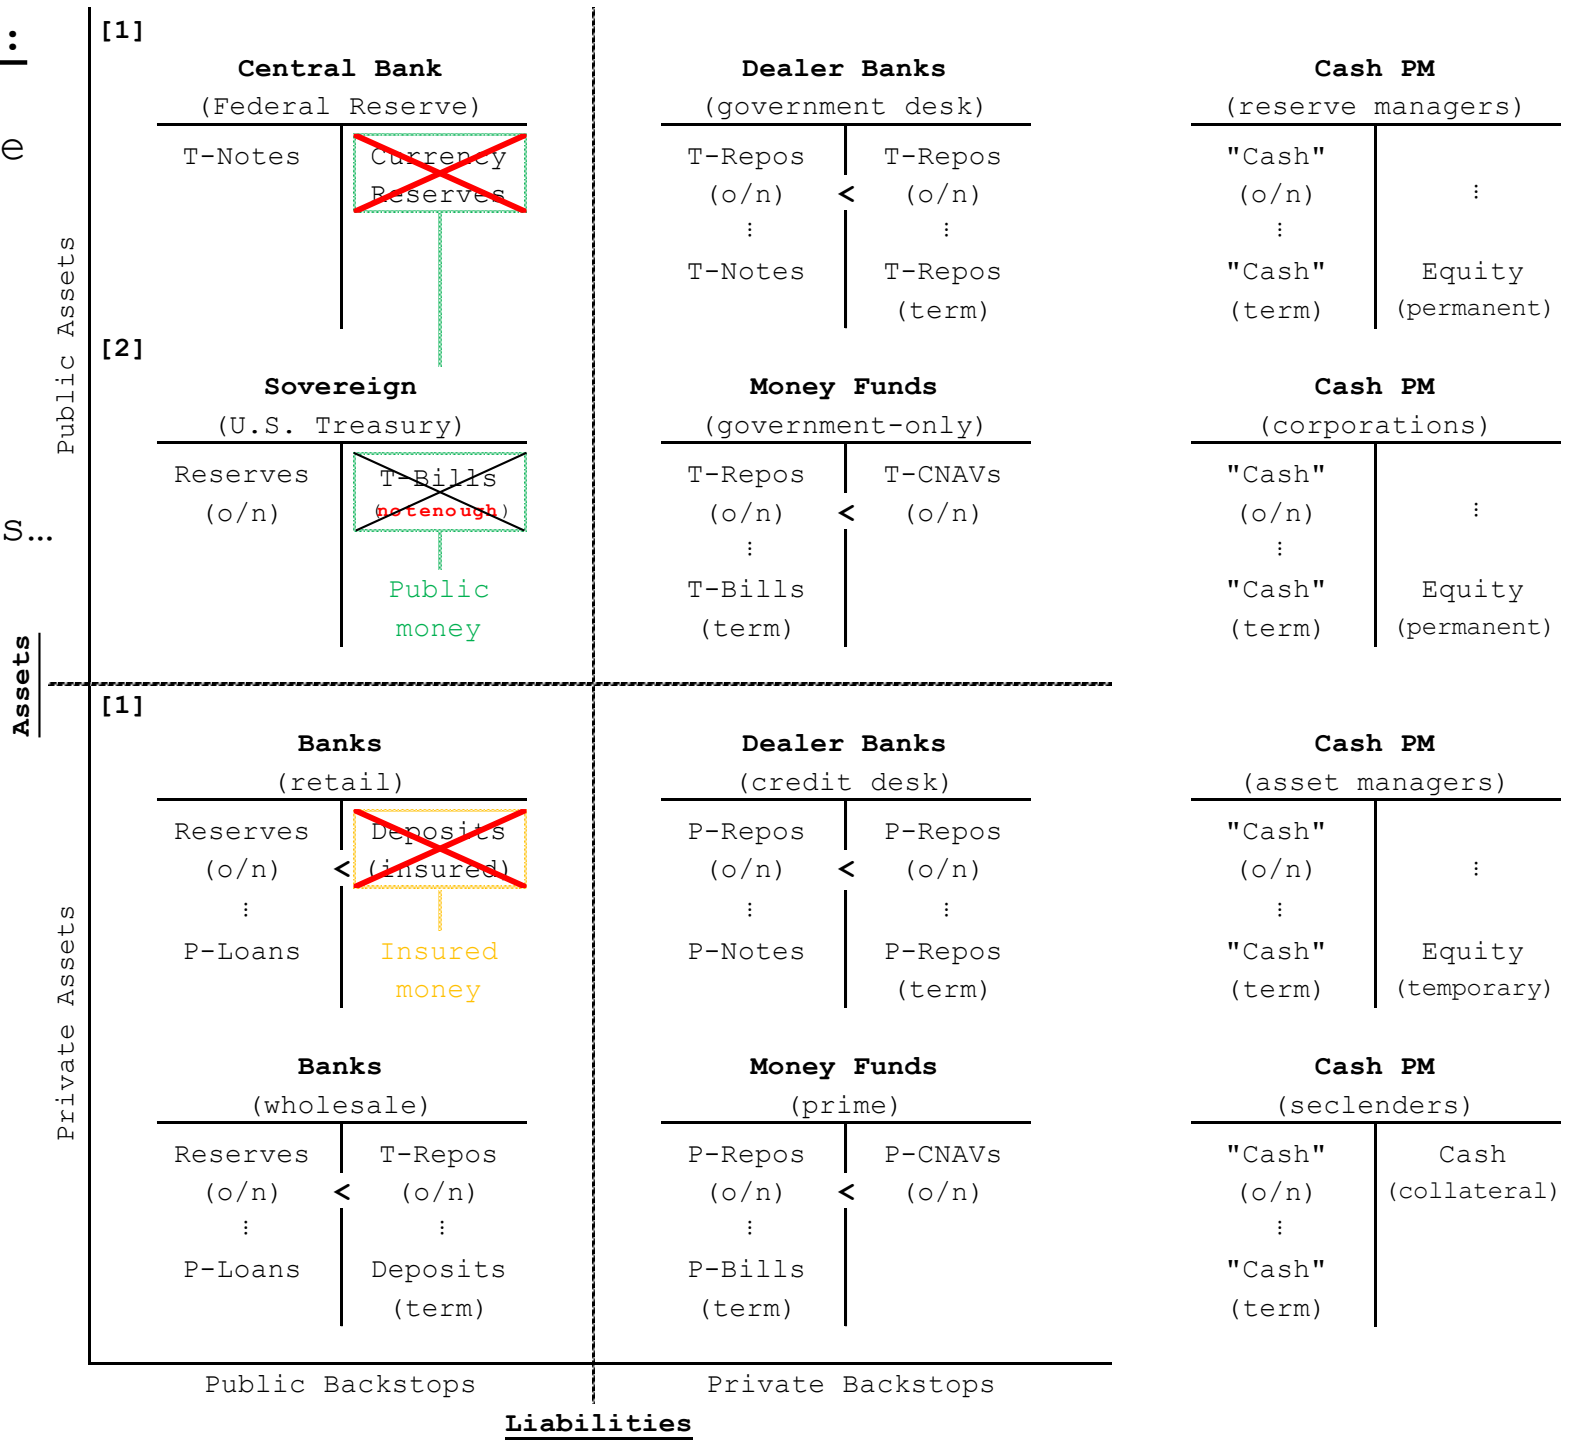 :
e
s…
Assets
Public Assets
Private Assets
[1]
Central Bank
(Federal Reserve)
T-Notes
Currency
Reserves
Dealer Banks
(government desk)
T-Repos T-Repos
(o/n) < (o/n)
⋮ ⋮
T-Notes T-Repos
(term)
Cash PM
(reserve managers)
"Cash"
(o/n) ⋮
⋮
"Cash" Equity
(term) (permanent)
[2]
Sovereign
(U.S. Treasury)
Reserves T-Bills
(o/n) (notenough)
Public
money
Money Funds
(government-only)
T-Repos T-CNAVs
(o/n) < (o/n)
⋮
T-Bills
(term)
Cash PM
(corporations)
"Cash"
(o/n) ⋮
⋮
"Cash" Equity
(term) (permanent)
[1]
Banks
(retail)
Reserves Deposits
(o/n) < (insured)
⋮
P-Loans Insured
money
Dealer Banks
(credit desk)
P-Repos P-Repos
(o/n) < (o/n)
⋮ ⋮
P-Notes P-Repos
(term)
Cash PM
(asset managers)
"Cash"
(o/n) ⋮
⋮
"Cash" Equity
(term) (temporary)
Banks
(wholesale)
Reserves T-Repos
(o/n) < (o/n)
⋮ ⋮
P-Loans Deposits
(term)
Money Funds
(prime)
P-Repos P-CNAVs
(o/n) < (o/n)
⋮
P-Bills
(term)
Cash PM
(seclenders)
"Cash" Cash
(o/n) (collateral)
⋮
"Cash"
(term)
Public Backstops Private Backstops
Liabilities